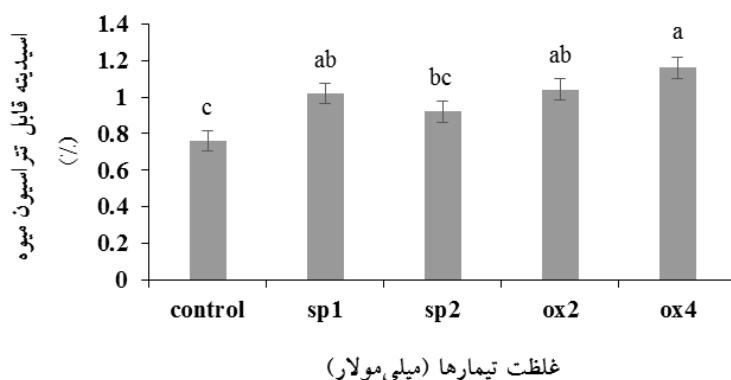 اسیدیته قابل تتراسیون میوه
(٪)
1.4
1.2
1
0.8
0.6
0.4
0.2
0
c
ab
bc
ab
a
control
sp1
sp2
ox2
ox4
غلظت تیمارها (میلی‌مولار)